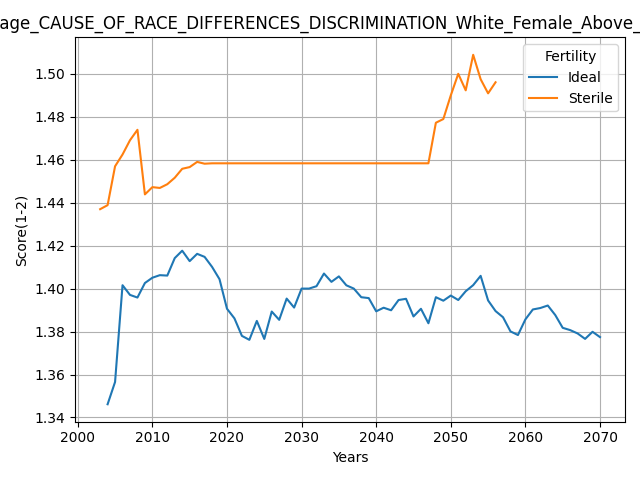 age_CAUSE_OF_RACE_DIFFERENCES_DISCRIMINATION_White_Female_Above_
Fertility
Ideal
Sterile
Score(1-2)
1.50
1.48
1.46
1.44
1.42
1.40
1.38
1.36
1.34
2000 2010 2020 2030 2040 2050 2060 2070
Years